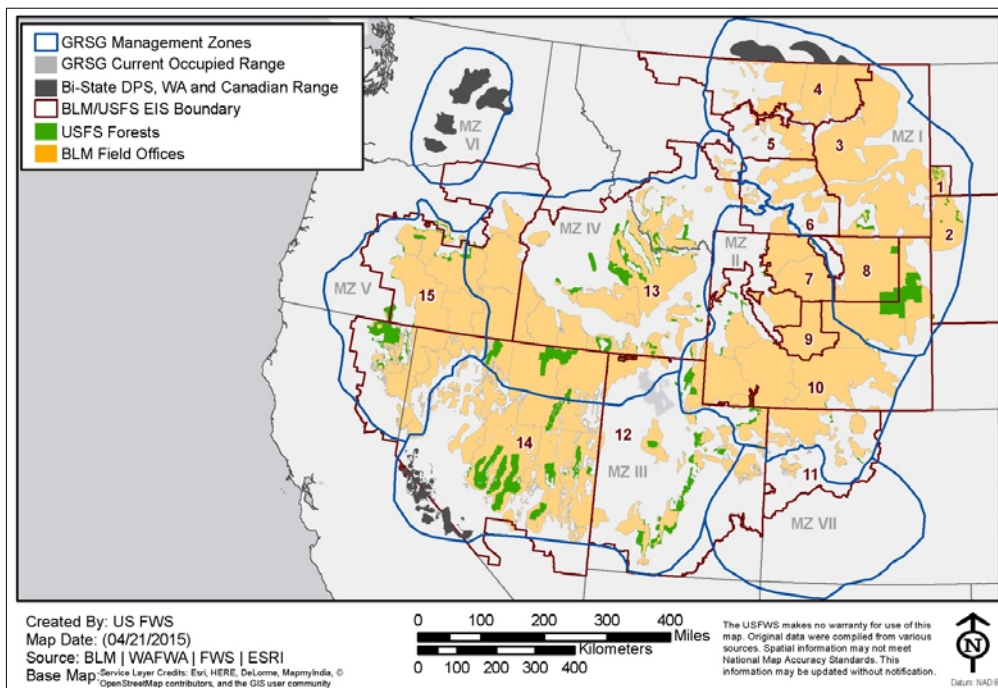 GRSG Management Zones
GRSG Current Occupied Range
Bi-State DPS, WA and Canadian Range
BLM/USFS EIS Boundary
USFS Forests
BLM Field Offices
4
MZ
VI
5
3
MZ I
1
MZ IV
6
2
MZ
II
7
8
MZ V
15
13
9
10
14
12
MZ III
11
MZ VII
Created By: US FWS
Map Date: (04/21/2015)
Source: BLM | WAFWA | FWS | ESRI
Base Map:Service Layer Credits: Esri, HERE, DeLorme, MapmyIndia, ©
OpenStreetMap contributors, and the GIS user community
0 100 200 300 400
Miles
Kilometers
0 100 200 300 400
The USFWS makes no warranty for use of this
map. Original data were compiled from various
sources. Spatial information may not meet
National Map Accuracy Standards. This
information may be updated without notification.
N
Datum: NAD 8